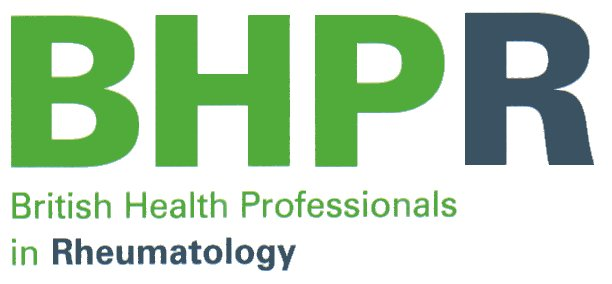 BHPR
British Health Professionals
in Rheumatology